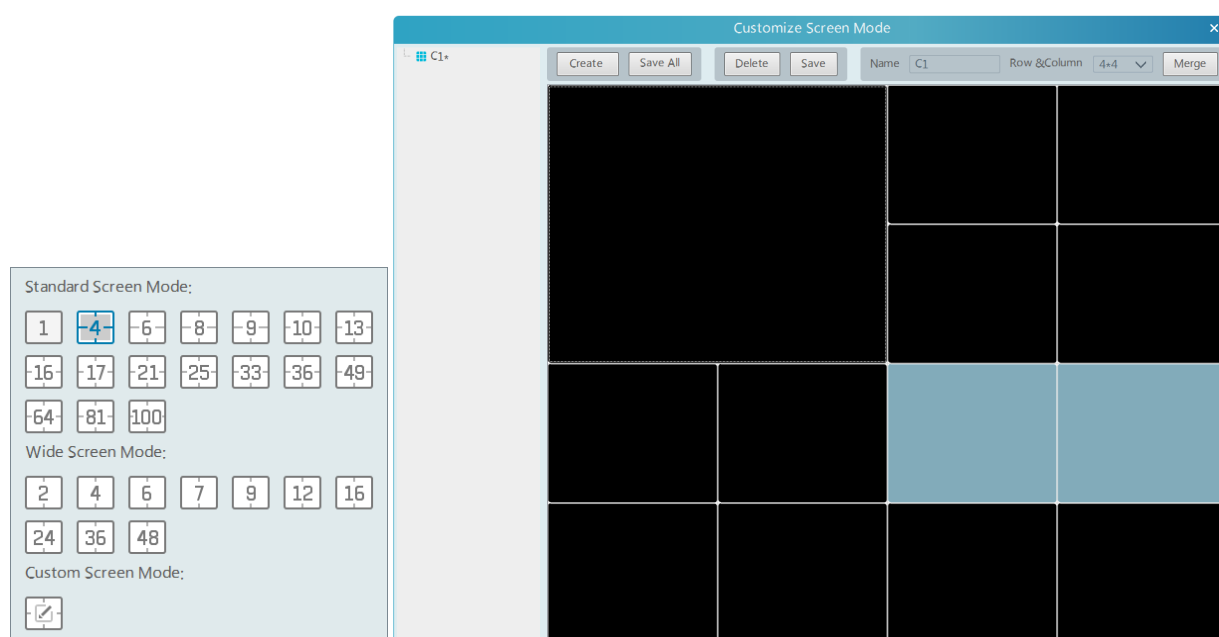 Customize Screen Mode
C1*
Create Save All Delete Save Name C1 Row &Column 4*4 Merge
Standard Screen Mode:
1 4 6 8 9 10 13
16 17 21 25 33 36 49
64 81 100
Wide Screen Mode:
2 4 6 7 9 12 16
24 36 48
Custom Screen Mode: